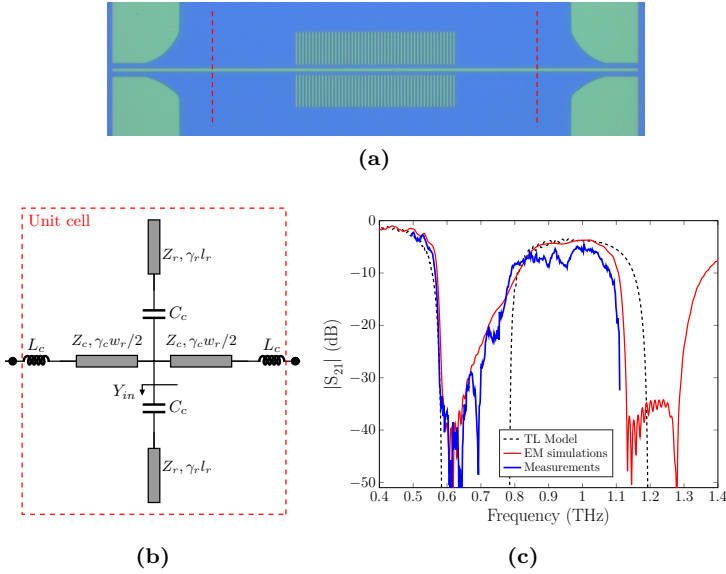 (a)
Unit cell
Z_r, γ_r l_r
C_c
L_c
Z_c, γ_c w_r/2
Z_c, γ_c w_r/2
L_c
Y_in
C_c
Z_r, γ_r l_r
(b)
0
−10
−20
−30
−40
−50
|S_21| (dB)
TL Model
EM simulations
Measurements
0.4 0.5 0.6 0.7 0.8 0.9 1 1.1 1.2 1.3 1.4
Frequency (THz)
(c)